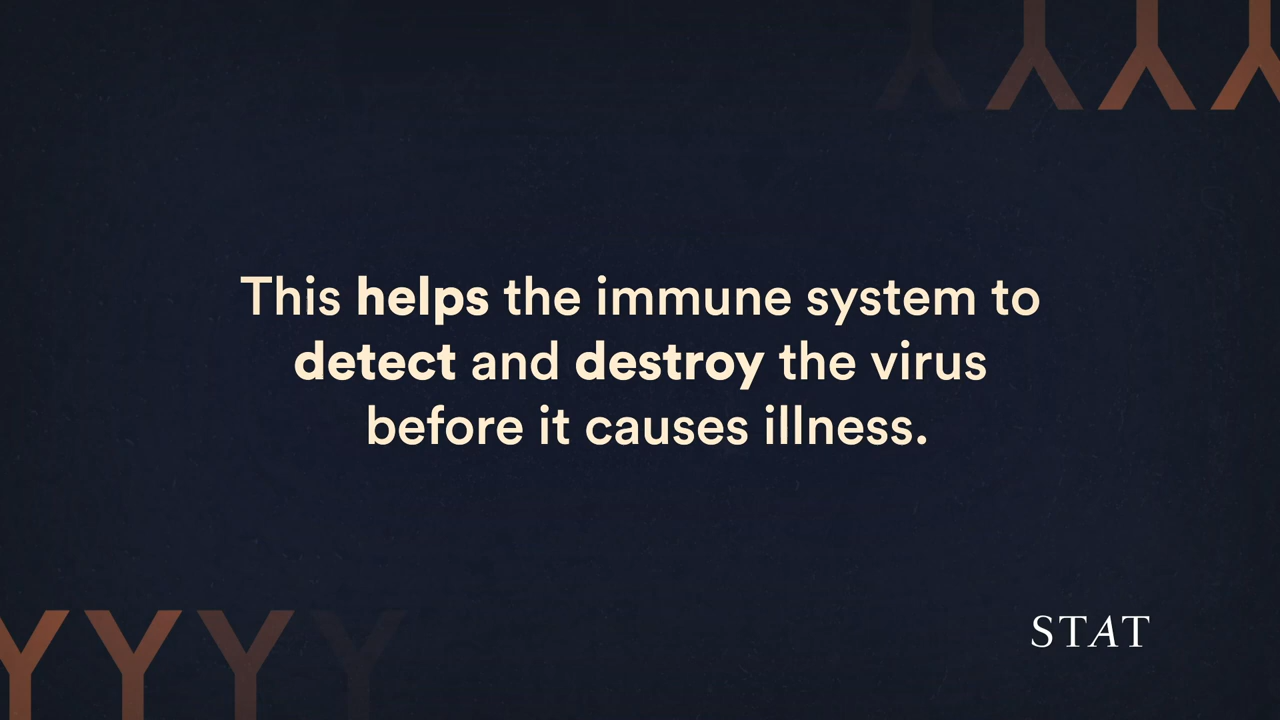 This helps the immune system to
detect and destroy the virus
before it causes illness.
STAT